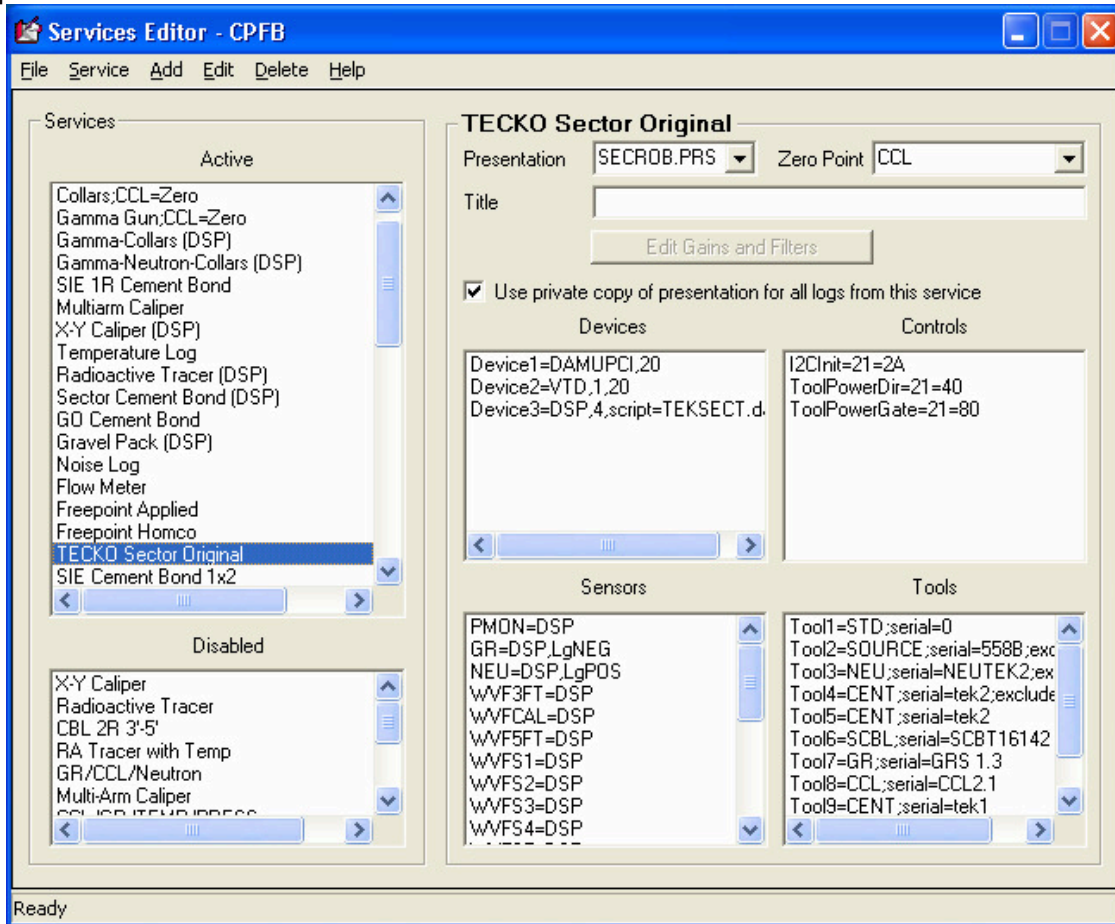 Services Editor - CPFB
File Service Add Edit Delete Help
Services
Active
Collars;CCL=Zero
Gamma Gun;CCL=Zero
Gamma-Collars (DSP)
Gamma-Neutron-Collars (DSP)
SIE 1R Cement Bond
Multiarm Caliper
X-Y Caliper (DSP)
Temperature Log
Radioactive Tracer (DSP)
Sector Cement Bond (DSP)
GO Cement Bond
Gravel Pack (DSP)
Noise Log
Flow Meter
Freepoint Applied
Freepoint Homco
TECKO Sector Original
SIE Cement Bond 1x2
Disabled
X-Y Caliper
Radioactive Tracer
CBL 2R 3'-5'
RA Tracer with Temp
GR/CCL/Neutron
Multi-Arm Caliper
TECKO Sector Original
Presentation SECROB.PRS Zero Point CCL
Title
Edit Gains and Filters
Use private copy of presentation for all logs from this service
Devices
Device1=DAMUPCI,20
Device2=VTD,1,20
Device3=DSP,4,script=TEKSECT.d
Controls
I2CInit=21=2A
ToolPowerDir=21=40
ToolPowerGate=21=80
Sensors
PMON=DSP
GR=DSP,LgNEG
NEU=DSP,LgPOS
WVF3FT=DSP
WVFCAL=DSP
WVF5FT=DSP
WVFS1=DSP
WVFS2=DSP
WVFS3=DSP
WVFS4=DSP
Tools
Tool1=STD;serial=0
Tool2=SOURCE;serial=558B;exc
Tool3=NEU;serial=NEUTEK2;ex
Tool4=CENT;serial=tek2;exclude
Tool5=CENT;serial=tek2
Tool6=SCBL;serial=SCBT16142
Tool7=GR;serial=GRS 1.3
Tool8=CCL;serial=CCL2.1
Tool9=CENT;serial=tek1
Ready